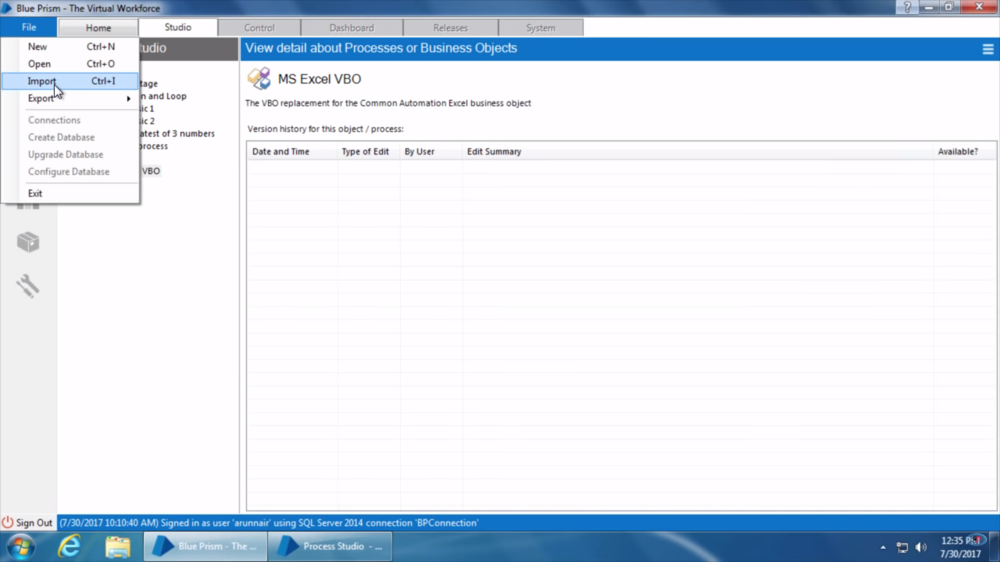 Blue Prism - The Virtual Workforce
File
Home
Studio
Control
Dashboard
Releases
System
New Ctrl+N
Open Ctrl+O
Import Ctrl+I
Export
Connections
Create Database
Upgrade Database
Configure Database
Exit
tudio
tage
n and Loop
ic 1
ic 2
atest of 3 numbers
process
VBO
View detail about Processes or Business Objects
MS Excel VBO
The VBO replacement for the Common Automation Excel business object
Version history for this object / process:
Date and Time Type of Edit By User Edit Summary Available?
Sign Out (7/30/2017 10:10:40 AM) Signed in as user 'arunnair' using SQL Server 2014 connection 'BPConnection'
Blue Prism - The ...
Process Studio - ...
12:35 PM
7/30/2017